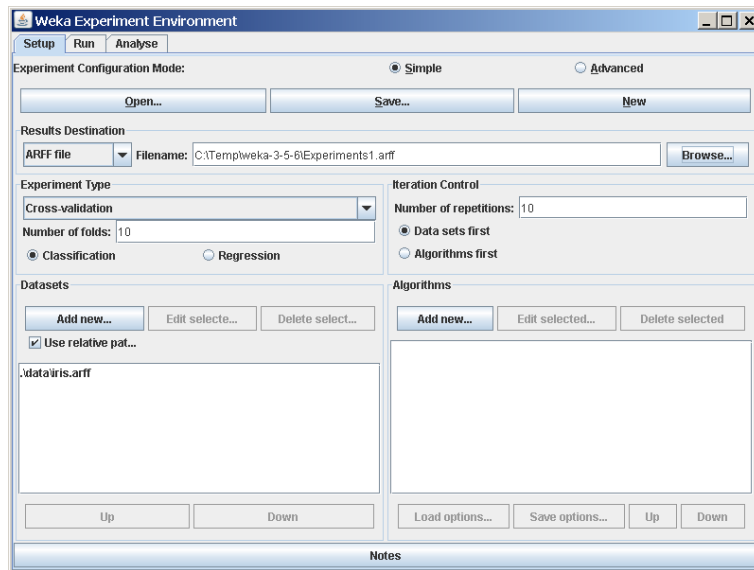 Weka Experiment Environment
Setup Run Analyse
Experiment Configuration Mode: Simple Advanced
Open... Save... New
Results Destination
ARFF file Filename: C:\Temp\weka-3-5-6\Experiments1.arff Browse...
Experiment Type Iteration Control
Cross-validation Number of repetitions: 10
Number of folds: 10 Data sets first
Classification Regression Algorithms first
Datasets Algorithms
Add new... Edit selecte... Delete select... Add new... Edit selected... Delete selected
Use relative pat...
.\data\iris.arff
Up Down Load options... Save options... Up Down
Notes